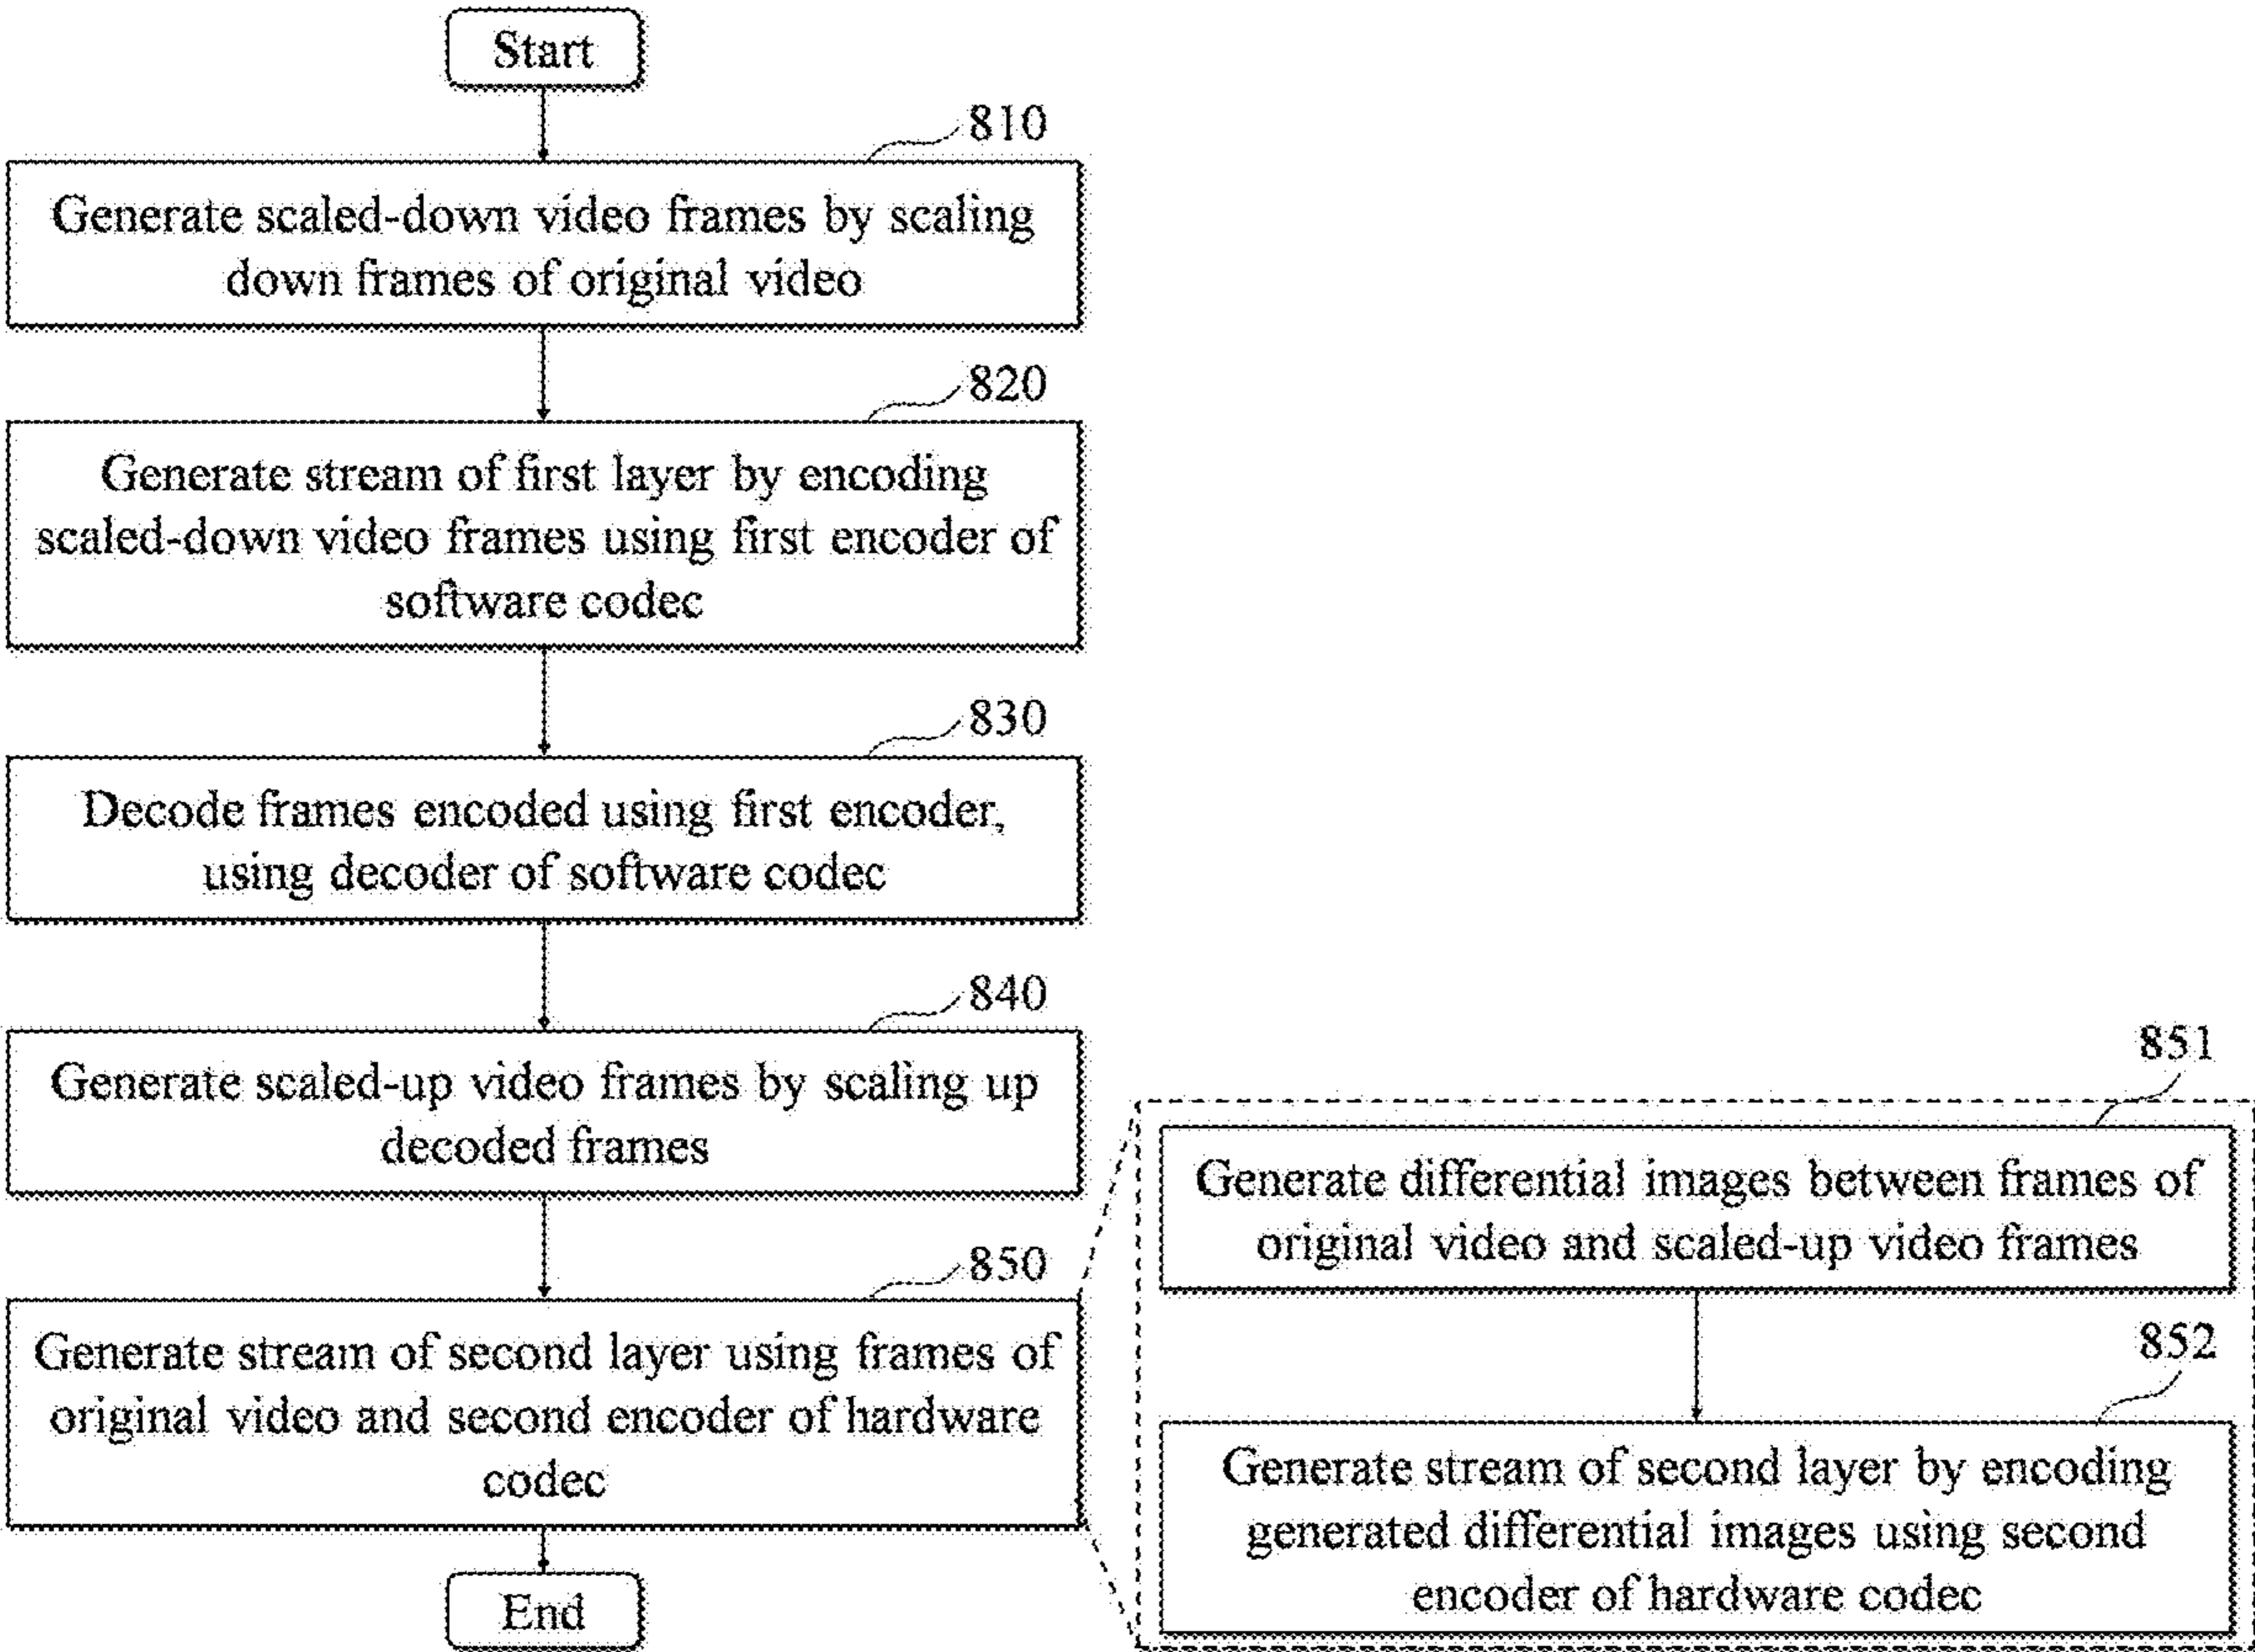 Start
810
Generate scaled-down video frames by scaling
down frames of original video
820
Generate stream of first layer by encoding
scaled-down video frames using first encoder of
software codec
830
Decode frames encoded using first encoder,
using decoder of software codec
840
Generate scaled-up video frames by scaling up
decoded frames
850
Generate stream of second layer using frames of
original video and second encoder of hardware
codec
End
851
Generate differential images between frames of
original video and scaled-up video frames
852
Generate stream of second layer by encoding
generated differential images using second
encoder of hardware codec